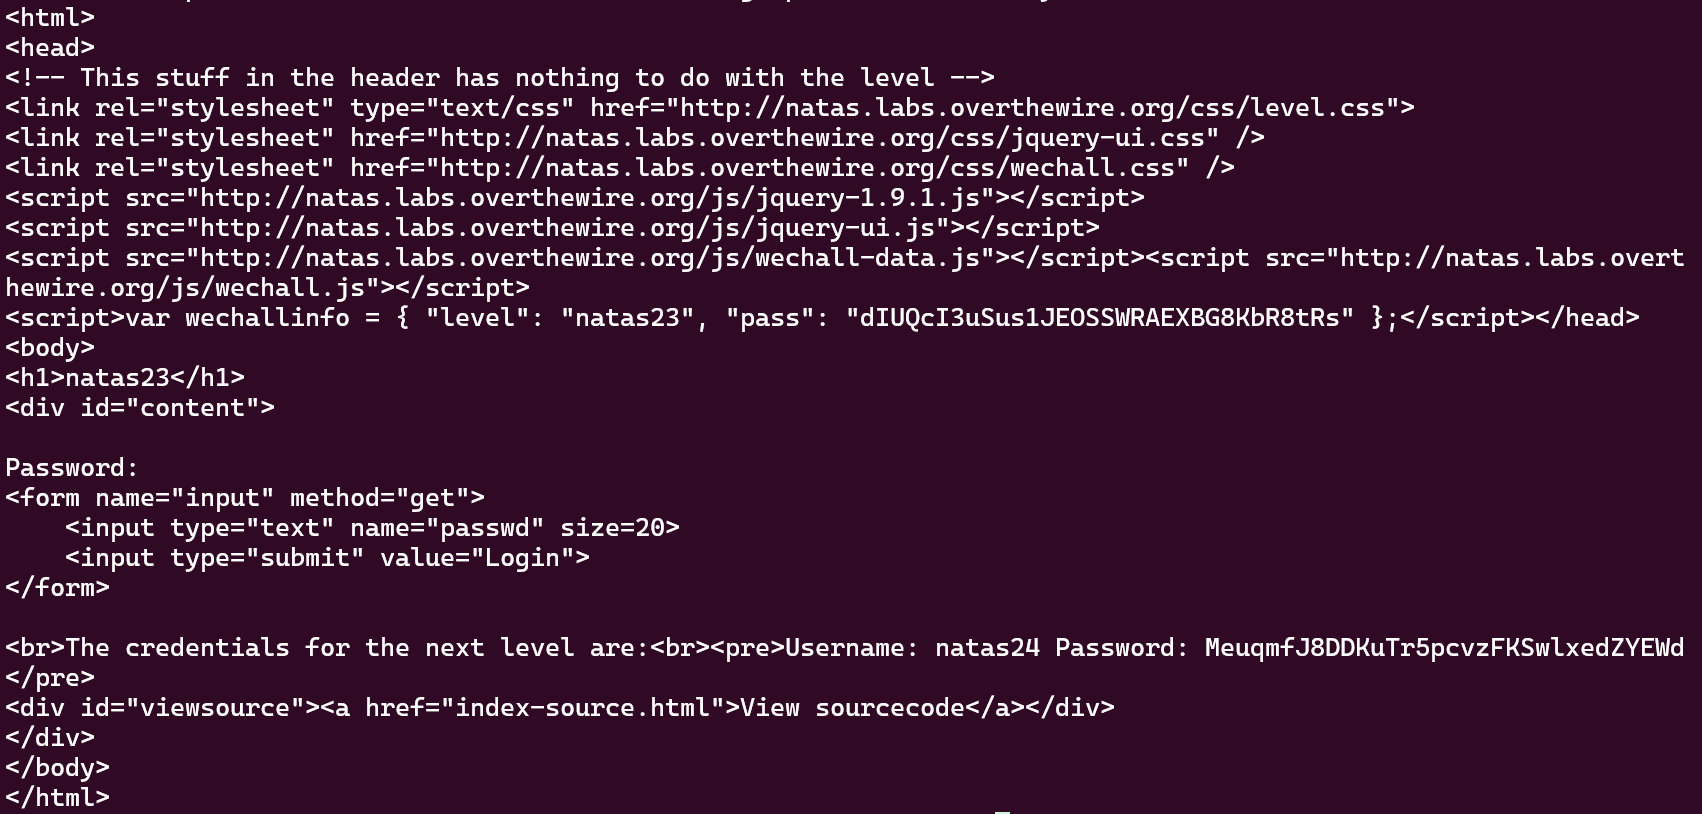 <html>
<head>
<!-- This stuff in the header has nothing to do with the level -->
<link rel="stylesheet" type="text/css" href="http://natas.labs.overthewire.org/css/level.css">
<link rel="stylesheet" href="http://natas.labs.overthewire.org/css/jquery-ui.css" />
<link rel="stylesheet" href="http://natas.labs.overthewire.org/css/wechall.css" />
<script src="http://natas.labs.overthewire.org/js/jquery-1.9.1.js"></script>
<script src="http://natas.labs.overthewire.org/js/jquery-ui.js"></script>
<script src="http://natas.labs.overthewire.org/js/wechall-data.js"></script><script src="http://natas.labs.overt
hewire.org/js/wechall.js"></script>
<script>var wechallinfo = { "level": "natas23", "pass": "dIUQcI3uSus1JEOSSWRAEXBG8KbR8tRs" };</script></head>
<body>
<h1>natas23</h1>
<div id="content">

Password:
<form name="input" method="get">
    <input type="text" name="passwd" size=20>
    <input type="submit" value="Login">
</form>

<br>The credentials for the next level are:<br><pre>Username: natas24 Password: MeuqmfJ8DDKuTr5pcvzFKSwlxedZYEWd
</pre>
<div id="viewsource"><a href="index-source.html">View sourcecode</a></div>
</div>
</body>
</html>